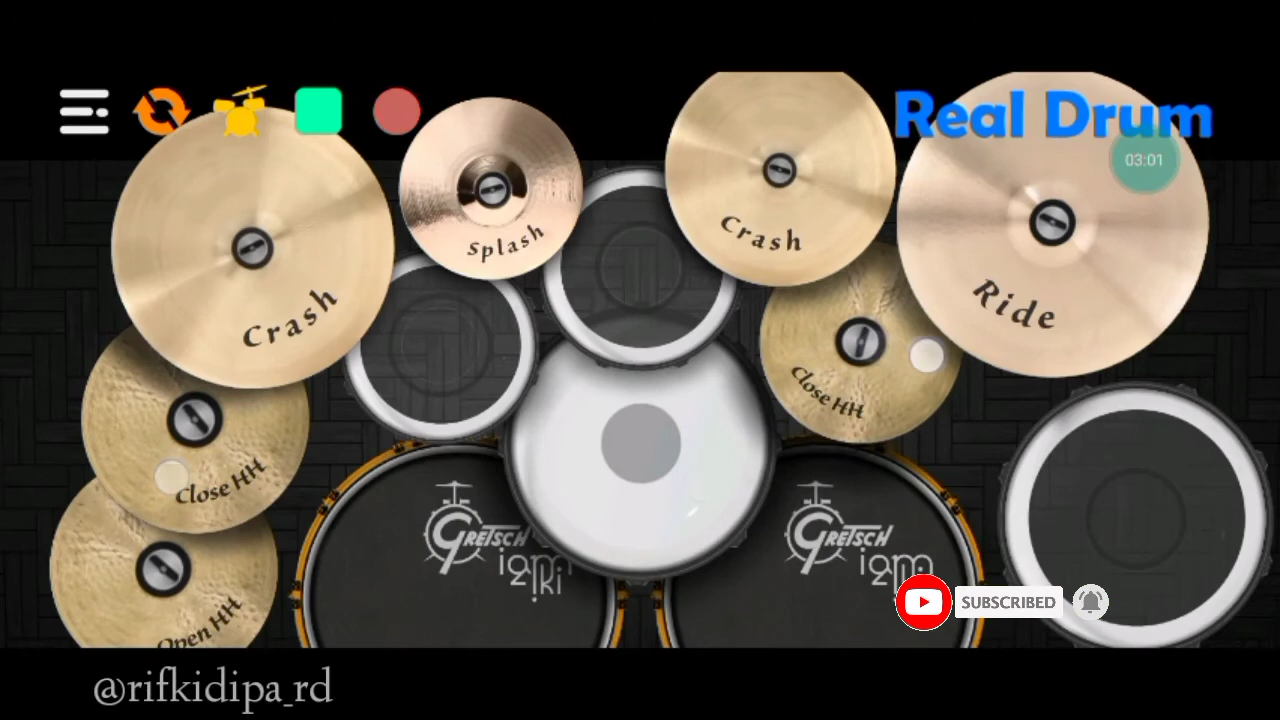 Real Drum
03:01
Splash
Crash
Crash
Ride
Close HH
Close HH
Open HH
GRETSCH
GRETSCH
SUBSCRIBED
@rifkidipa_rd